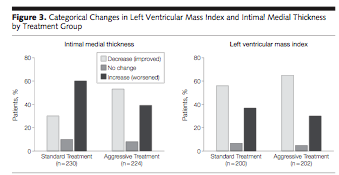 Figure 3. Categorical Changes in Left Ventricular Mass Index and Intimal Medial Thickness
by Treatment Group
Intimal medial thickness
Left ventricular mass index
Decrease (improved)
No change
Increase (worsened)
80
60
40
20
0
Patients, %
Standard Treatment
(n=230)
Aggressive Treatment
(n=224)
80
60
40
20
0
Patients, %
Standard Treatment
(n=200)
Aggressive Treatment
(n=202)